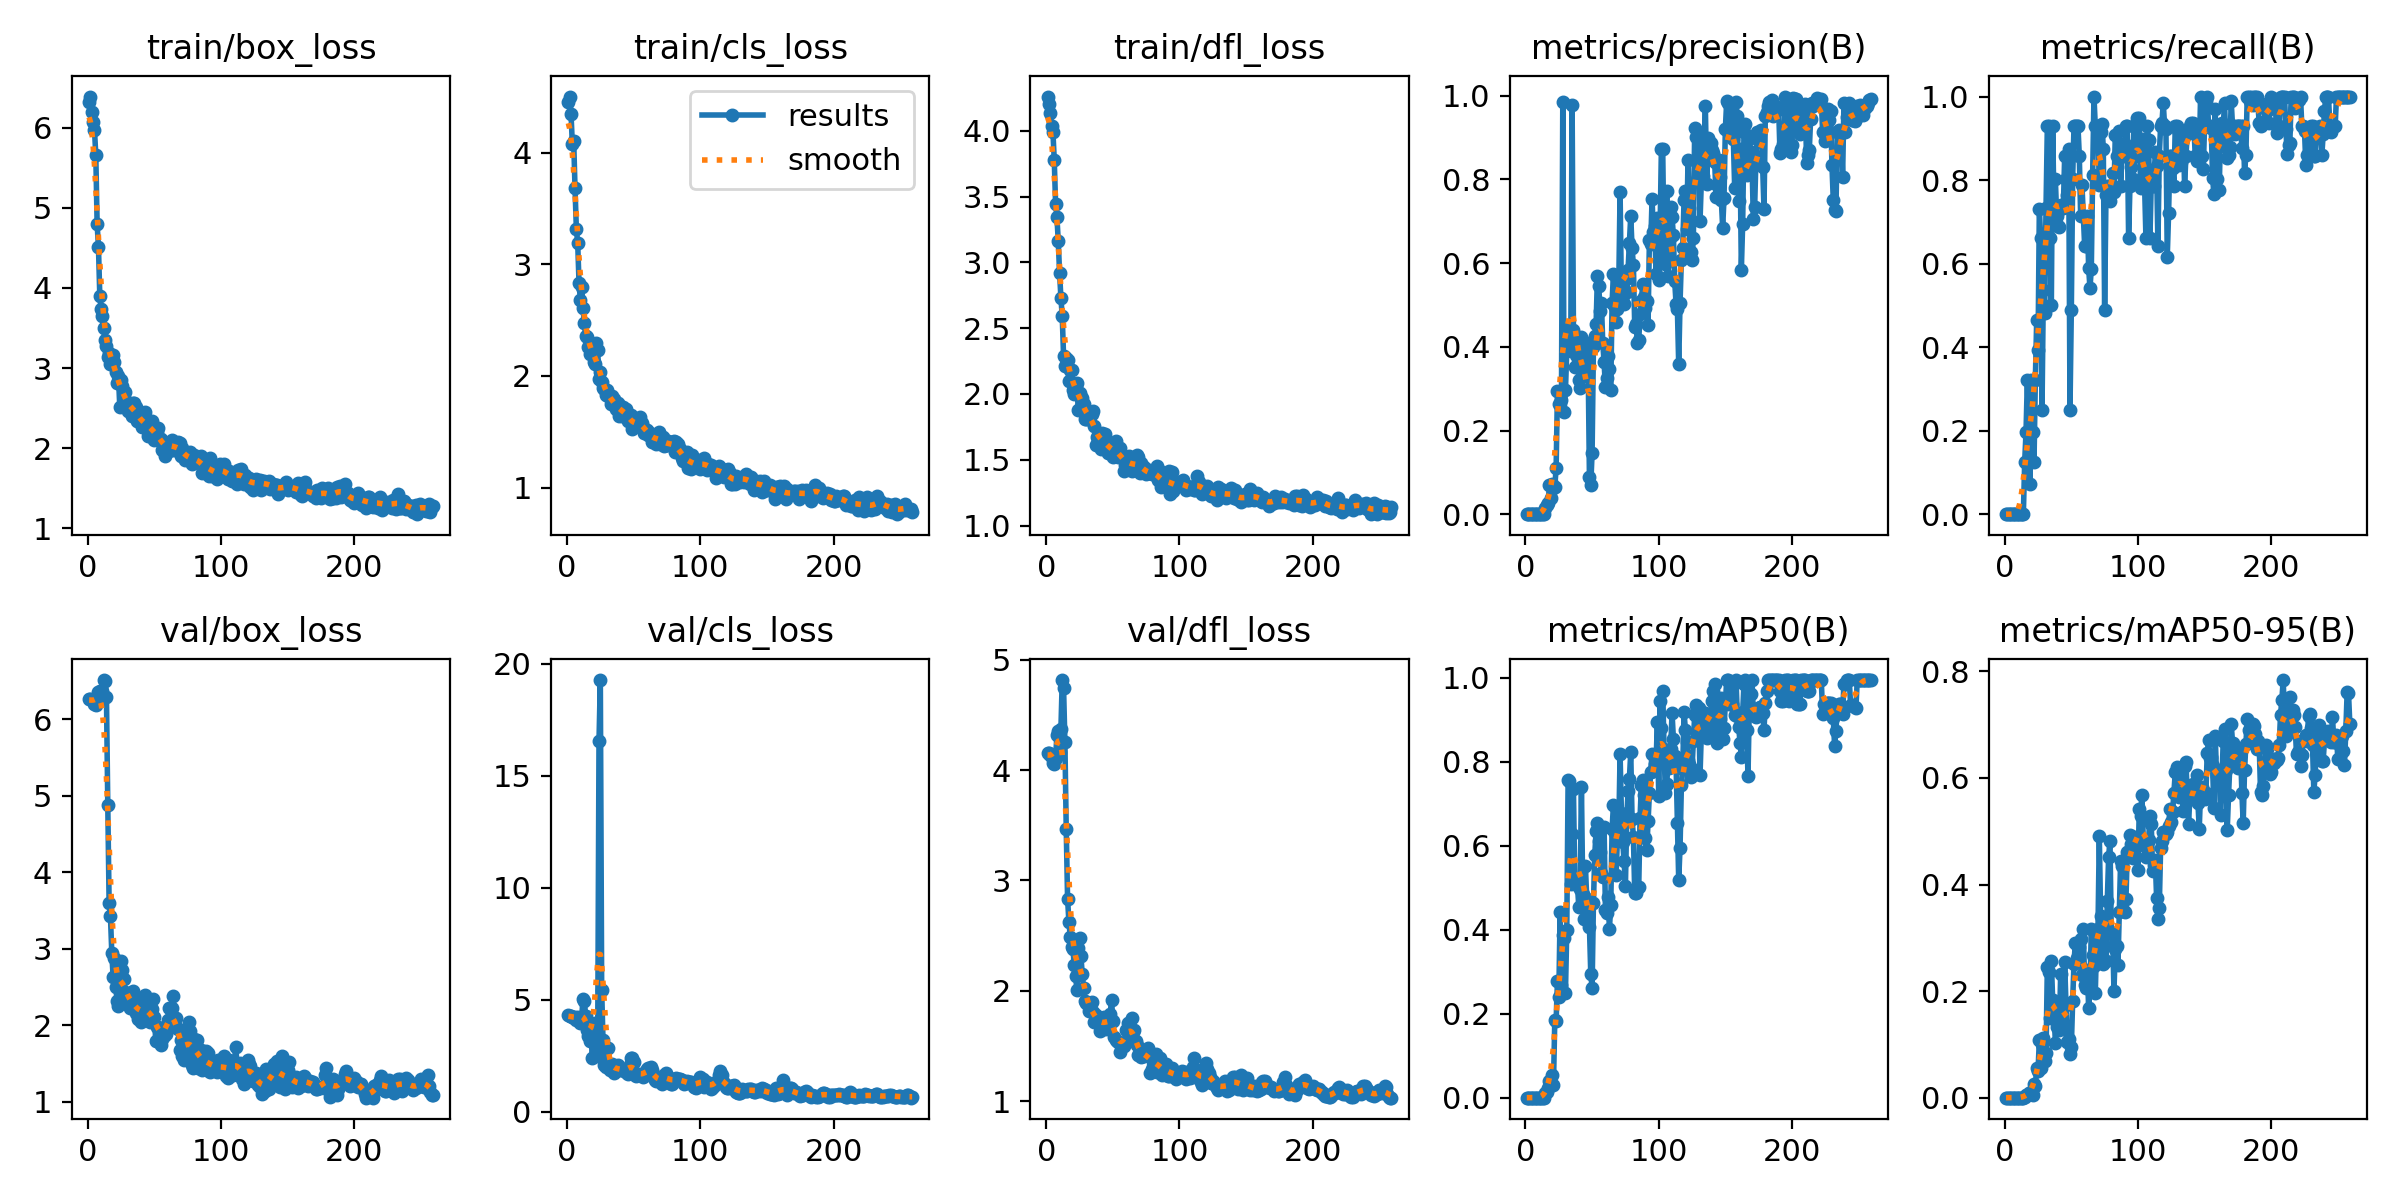 train/box_loss
train/cls_loss
train/dfl_loss
metrics/precision(B)
metrics/recall(B)
results
smooth
6
5
4
3
2
1
0 100 200
4
3
2
1
0 100 200
4.0
3.5
3.0
2.5
2.0
1.5
1.0
0 100 200
1.0
0.8
0.6
0.4
0.2
0.0
0 100 200
1.0
0.8
0.6
0.4
0.2
0.0
0 100 200
val/box_loss
val/cls_loss
val/dfl_loss
metrics/mAP50(B)
metrics/mAP50-95(B)
6
5
4
3
2
1
0 100 200
20
15
10
5
0
0 100 200
5
4
3
2
1
0 100 200
1.0
0.8
0.6
0.4
0.2
0.0
0 100 200
0.8
0.6
0.4
0.2
0.0
0 100 200